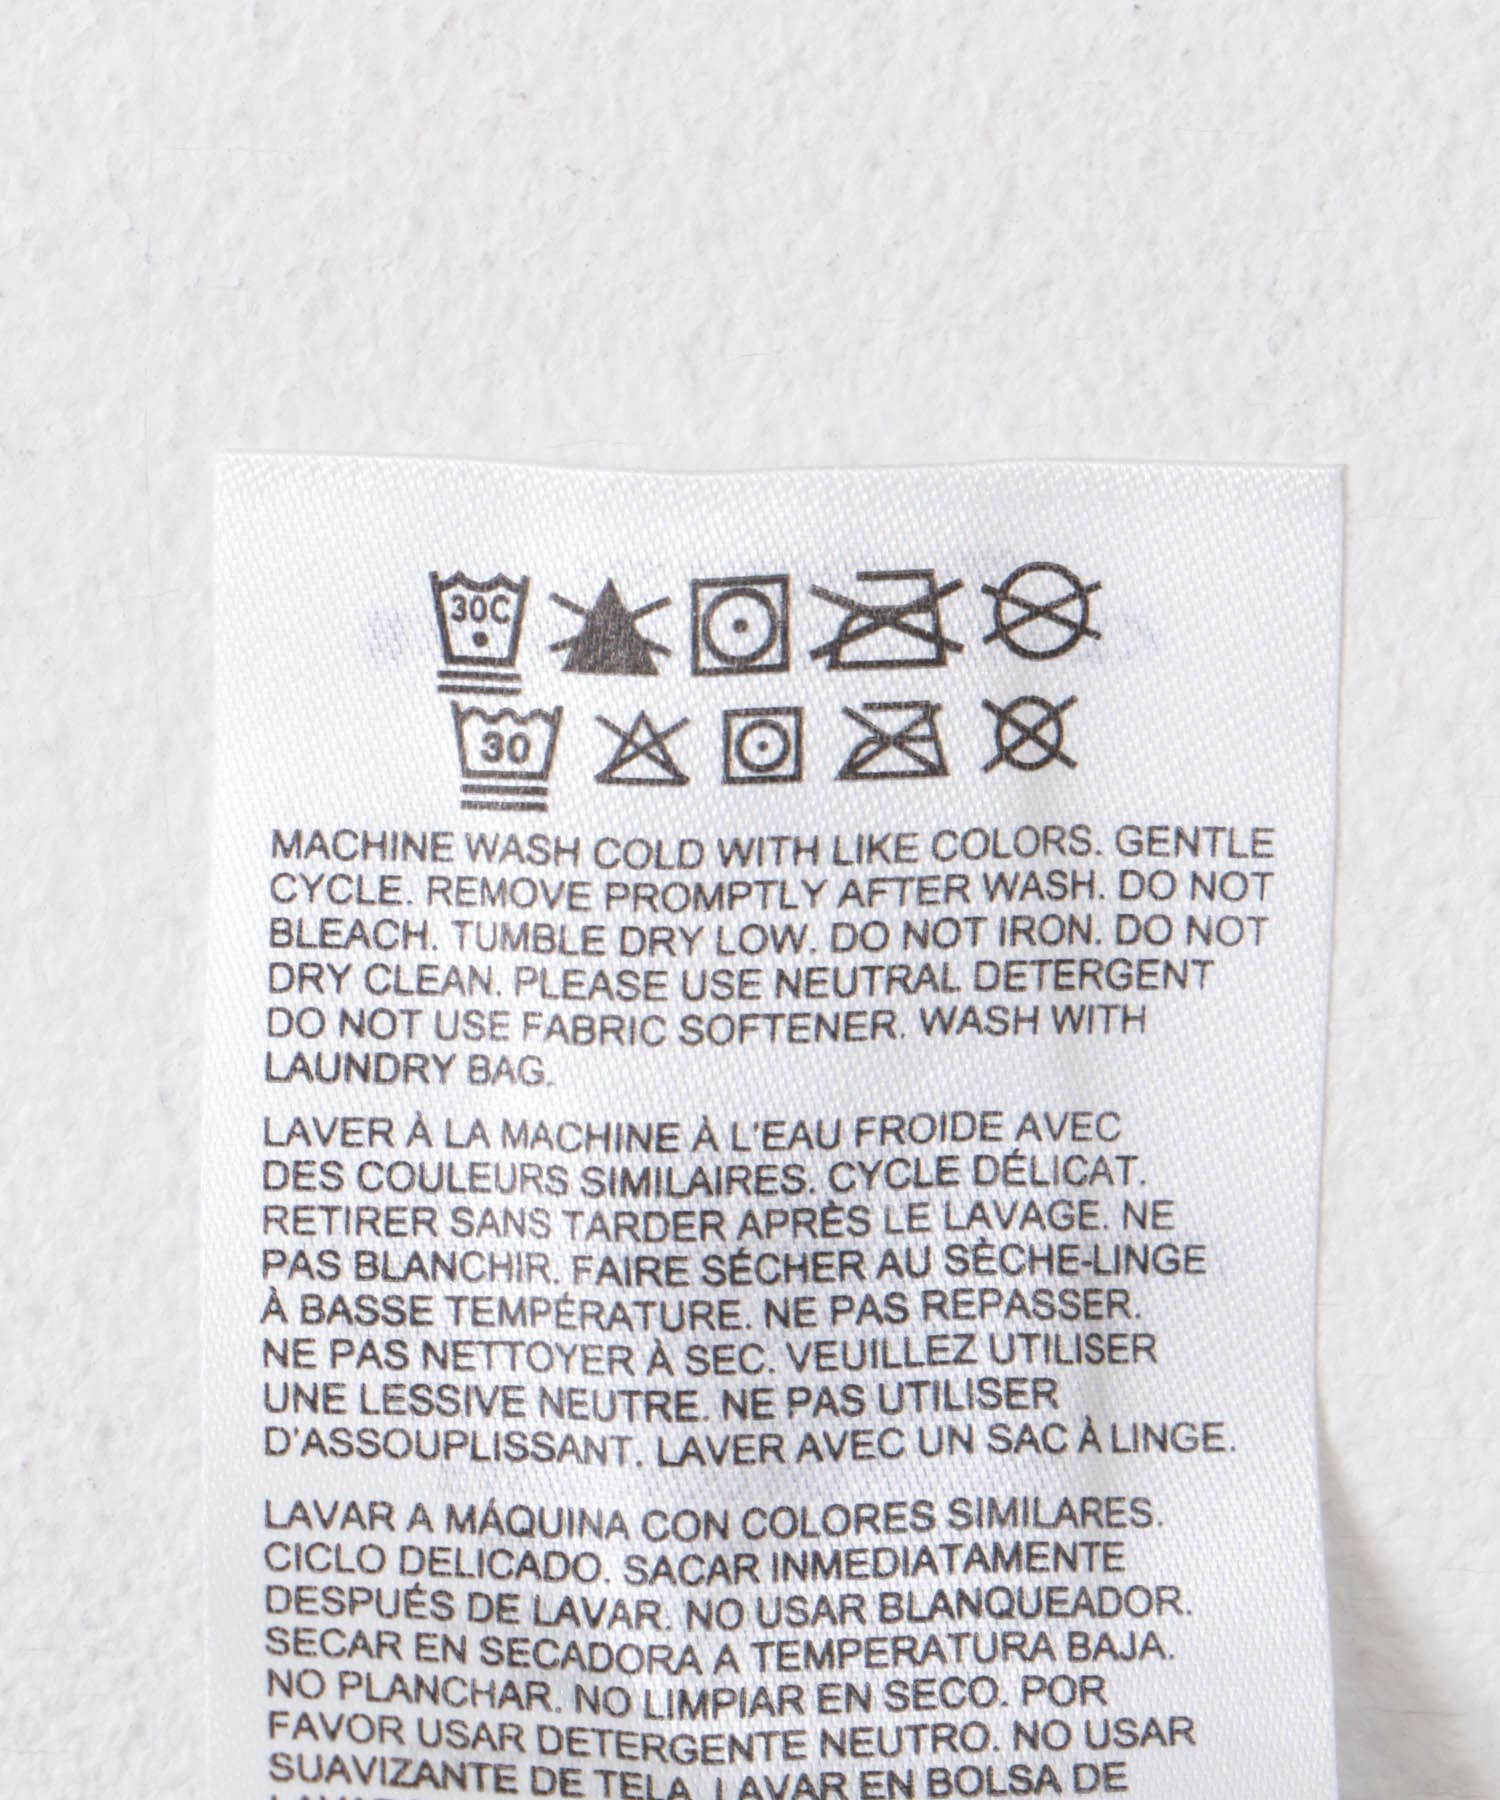 30C
30
MACHINE WASH COLD WITH LIKE COLORS. GENTLE
CYCLE. REMOVE PROMPTLY AFTER WASH. DO NOT
BLEACH. TUMBLE DRY LOW. DO NOT IRON. DO NOT
DRY CLEAN. PLEASE USE NEUTRAL DETERGENT
DO NOT USE FABRIC SOFTENER. WASH WITH
LAUNDRY BAG.
LAVER À LA MACHINE À L'EAU FROIDE AVEC
DES COULEURS SIMILAIRES. CYCLE DÉLICAT.
RETIRER SANS TARDER APRÈS LE LAVAGE. NE
PAS BLANCHIR. FAIRE SÉCHER AU SÈCHE-LINGE
À BASSE TEMPÉRATURE. NE PAS REPASSER.
NE PAS NETTOYER À SEC. VEUILLEZ UTILISER
UNE LESSIVE NEUTRE. NE PAS UTILISER
D'ASSOUPLISSANT. LAVER AVEC UN SAC À LINGE.
LAVAR A MÁQUINA CON COLORES SIMILARES.
CICLO DELICADO. SACAR INMEDIATAMENTE
DESPUÉS DE LAVAR. NO USAR BLANQUEADOR.
SECAR EN SECADORA A TEMPERATURA BAJA.
NO PLANCHAR. NO LIMPIAR EN SECO. POR
FAVOR USAR DETERGENTE NEUTRO. NO USAR
SUAVIZANTE DE TELA. LAVAR EN BOLSA DE